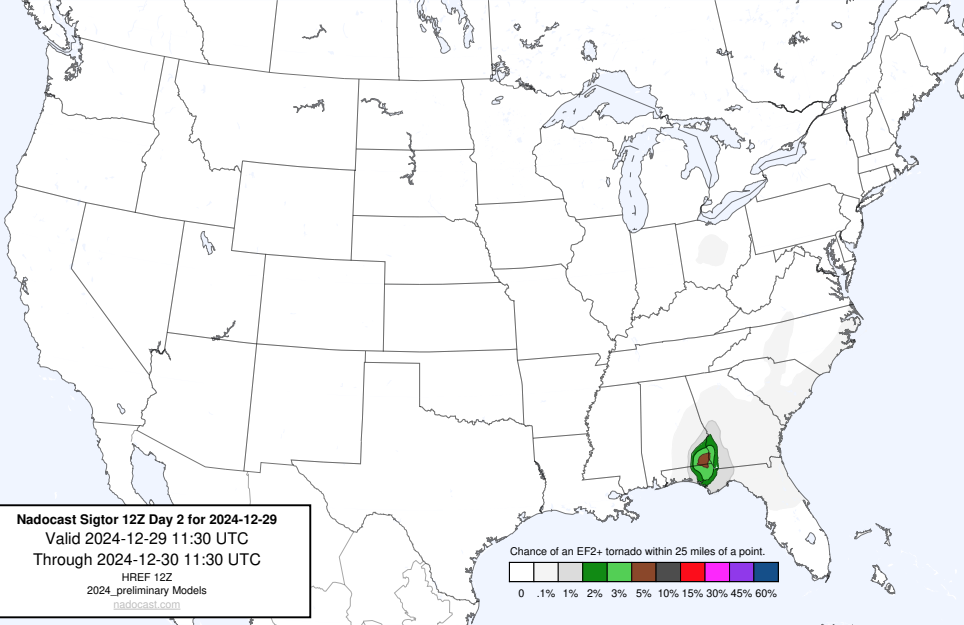 Nadocast Sigtor 12Z Day 2 for 2024-12-29
Valid 2024-12-29 11:30 UTC
Through 2024-12-30 11:30 UTC
HREF 12Z
2024_preliminary Models
nadocast.com
Chance of an EF2+ tornado within 25 miles of a point.
0 .1% 1% 2% 3% 5% 10% 15% 30% 45% 60%